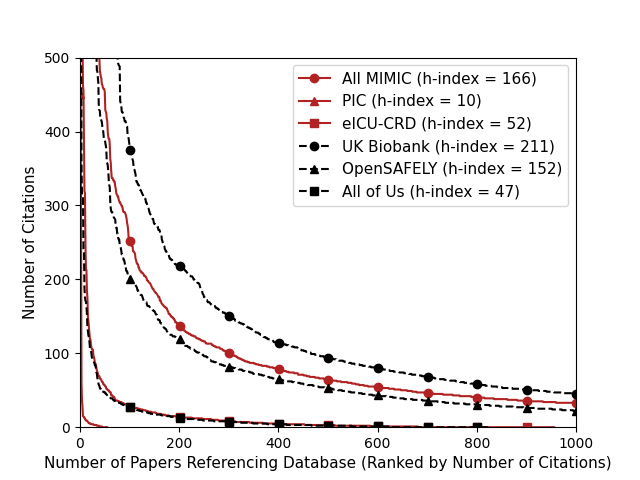 500
400
300
200
100
0
Number of Citations
All MIMIC (h-index = 166)
PIC (h-index = 10)
eICU-CRD (h-index = 52)
UK Biobank (h-index = 211)
OpenSAFELY (h-index = 152)
All of Us (h-index = 47)
0 200 400 600 800 1000
Number of Papers Referencing Database (Ranked by Number of Citations)